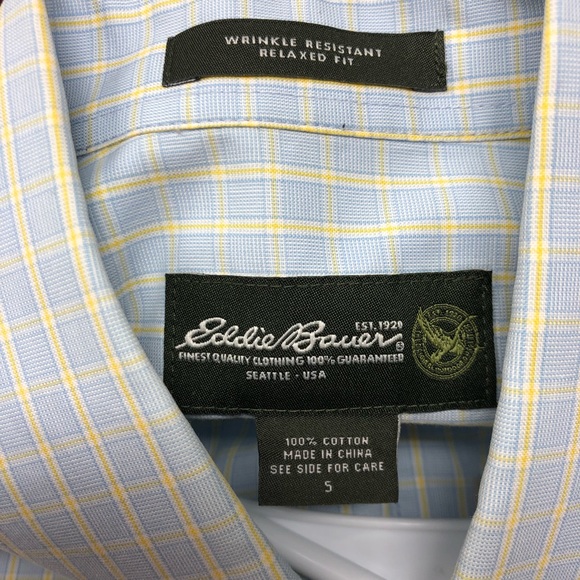 WRINKLE RESISTANT
RELAXED FIT
EST. 1920
Eddie Bauer®
FINEST QUALITY CLOTHING 100% GUARANTEED
SEATTLE - USA
100% COTTON
MADE IN CHINA
SEE SIDE FOR CARE
S